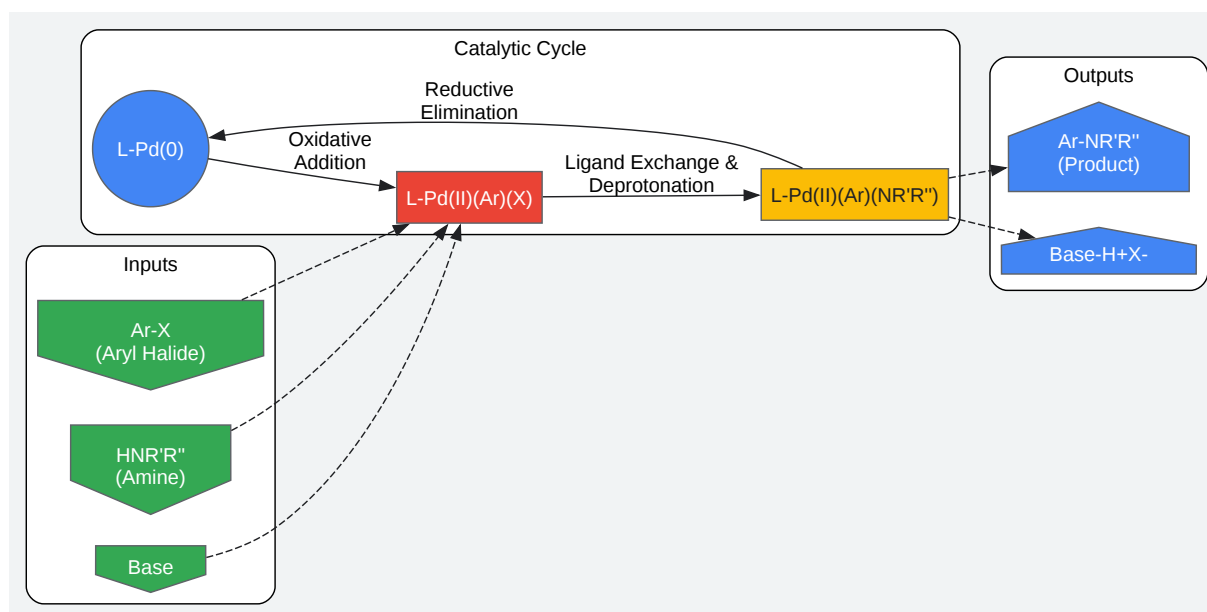 Catalytic Cycle
Reductive
Elimination
Oxidative
Addition
L-Pd(0)
Ligand Exchange &
Deprotonation
L-Pd(II)(Ar)(X)
L-Pd(II)(Ar)(NR'R'')
Outputs
Ar-NR'R''
(Product)
Base-H+X-
Inputs
Ar-X
(Aryl Halide)
HNR'R''
(Amine)
Base